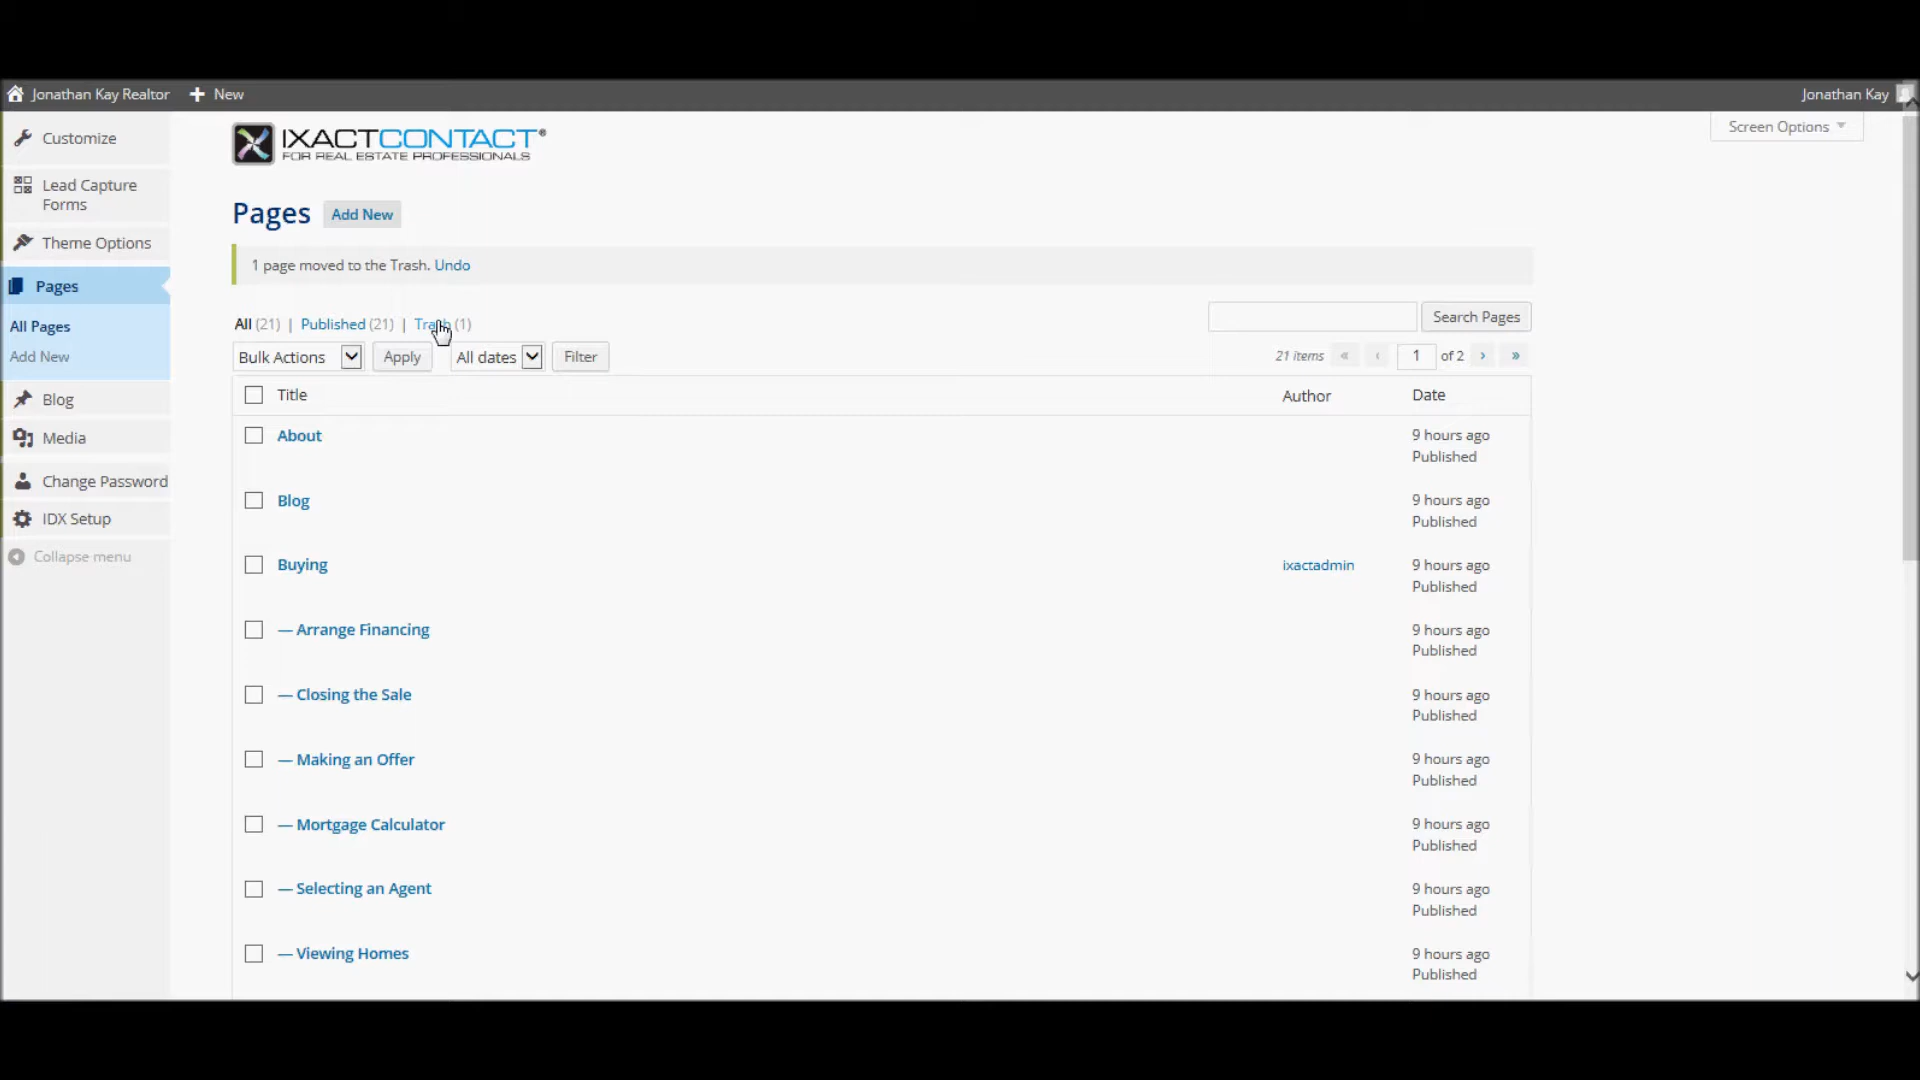 Jonathan Kay Realtor + New Jonathan Kay
Customize
Lead Capture
Forms
Theme Options
Pages
All Pages
Add New
Blog
Media
Change Password
IDX Setup
Collapse menu
IXACTCONTACT®
FOR REAL ESTATE PROFESSIONALS
Screen Options
Pages Add New
1 page moved to the Trash. Undo
All (21) | Published (21) | Trash (1)
Search Pages
Bulk Actions Apply All dates Filter
21 items « ‹ 1 of 2 › »
Title Author Date
About 9 hours ago
Published
Blog 9 hours ago
Published
Buying ixactadmin 9 hours ago
Published
— Arrange Financing 9 hours ago
Published
— Closing the Sale 9 hours ago
Published
— Making an Offer 9 hours ago
Published
— Mortgage Calculator 9 hours ago
Published
— Selecting an Agent 9 hours ago
Published
— Viewing Homes 9 hours ago
Published